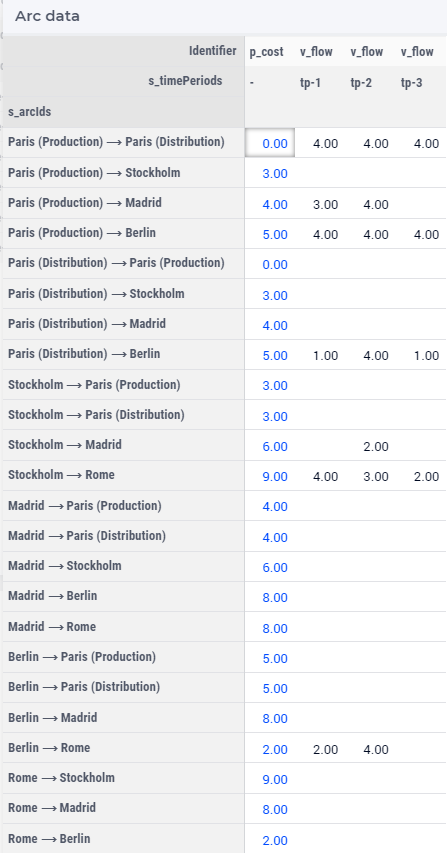 Arc data
Identifier p_cost v_flow v_flow v_flow
s_timePeriods - tp-1 tp-2 tp-3
s_arcIds
Paris (Production) ⟶ Paris (Distribution) 0.00 4.00 4.00 4.00
Paris (Production) ⟶ Stockholm 3.00
Paris (Production) ⟶ Madrid 4.00 3.00 4.00
Paris (Production) ⟶ Berlin 5.00 4.00 4.00 4.00
Paris (Distribution) ⟶ Paris (Production) 0.00
Paris (Distribution) ⟶ Stockholm 3.00
Paris (Distribution) ⟶ Madrid 4.00
Paris (Distribution) ⟶ Berlin 5.00 1.00 4.00 1.00
Stockholm ⟶ Paris (Production) 3.00
Stockholm ⟶ Paris (Distribution) 3.00
Stockholm ⟶ Madrid 6.00 2.00
Stockholm ⟶ Rome 9.00 4.00 3.00 2.00
Madrid ⟶ Paris (Production) 4.00
Madrid ⟶ Paris (Distribution) 4.00
Madrid ⟶ Stockholm 6.00
Madrid ⟶ Berlin 8.00
Madrid ⟶ Rome 8.00
Berlin ⟶ Paris (Production) 5.00
Berlin ⟶ Paris (Distribution) 5.00
Berlin ⟶ Madrid 8.00
Berlin ⟶ Rome 2.00 2.00 4.00
Rome ⟶ Stockholm 9.00
Rome ⟶ Madrid 8.00
Rome ⟶ Berlin 2.00